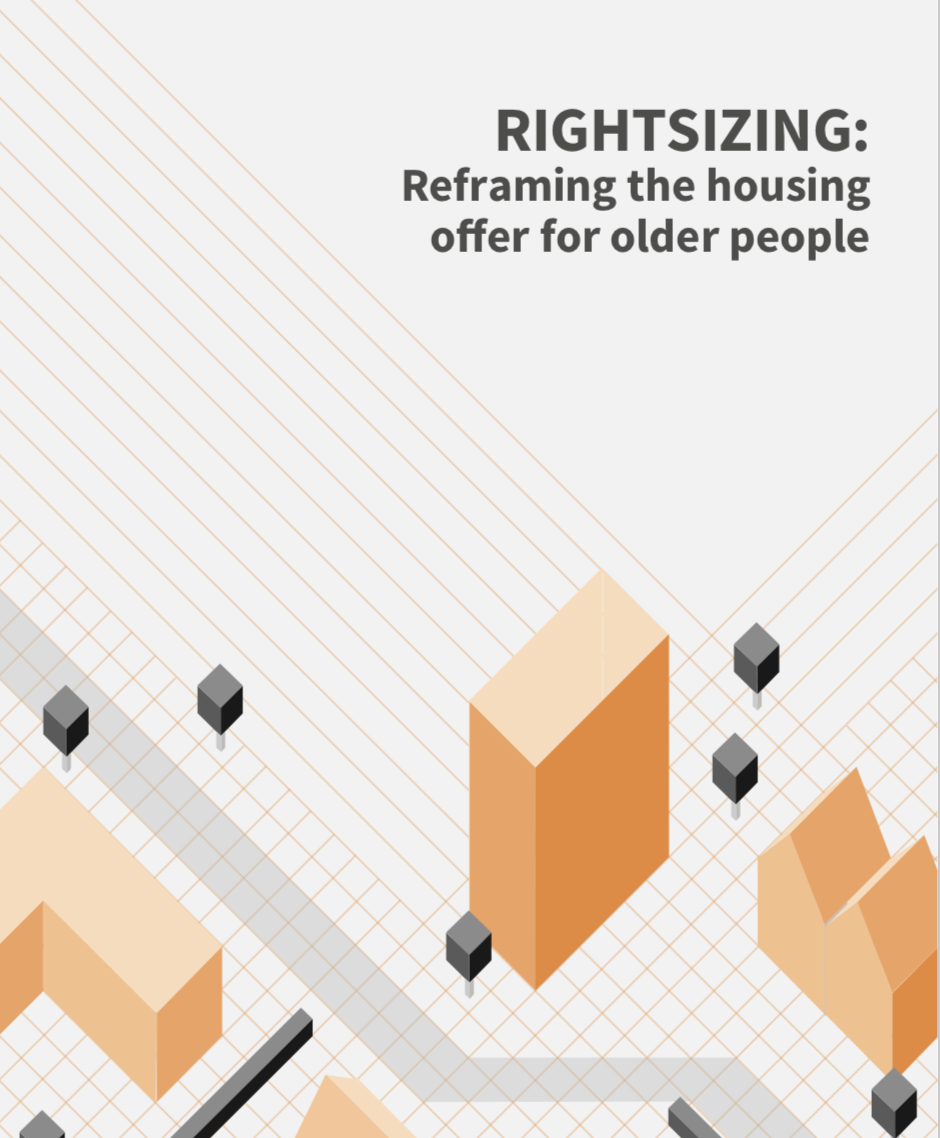 RIGHTSIZING:
Reframing the housing
offer for older people